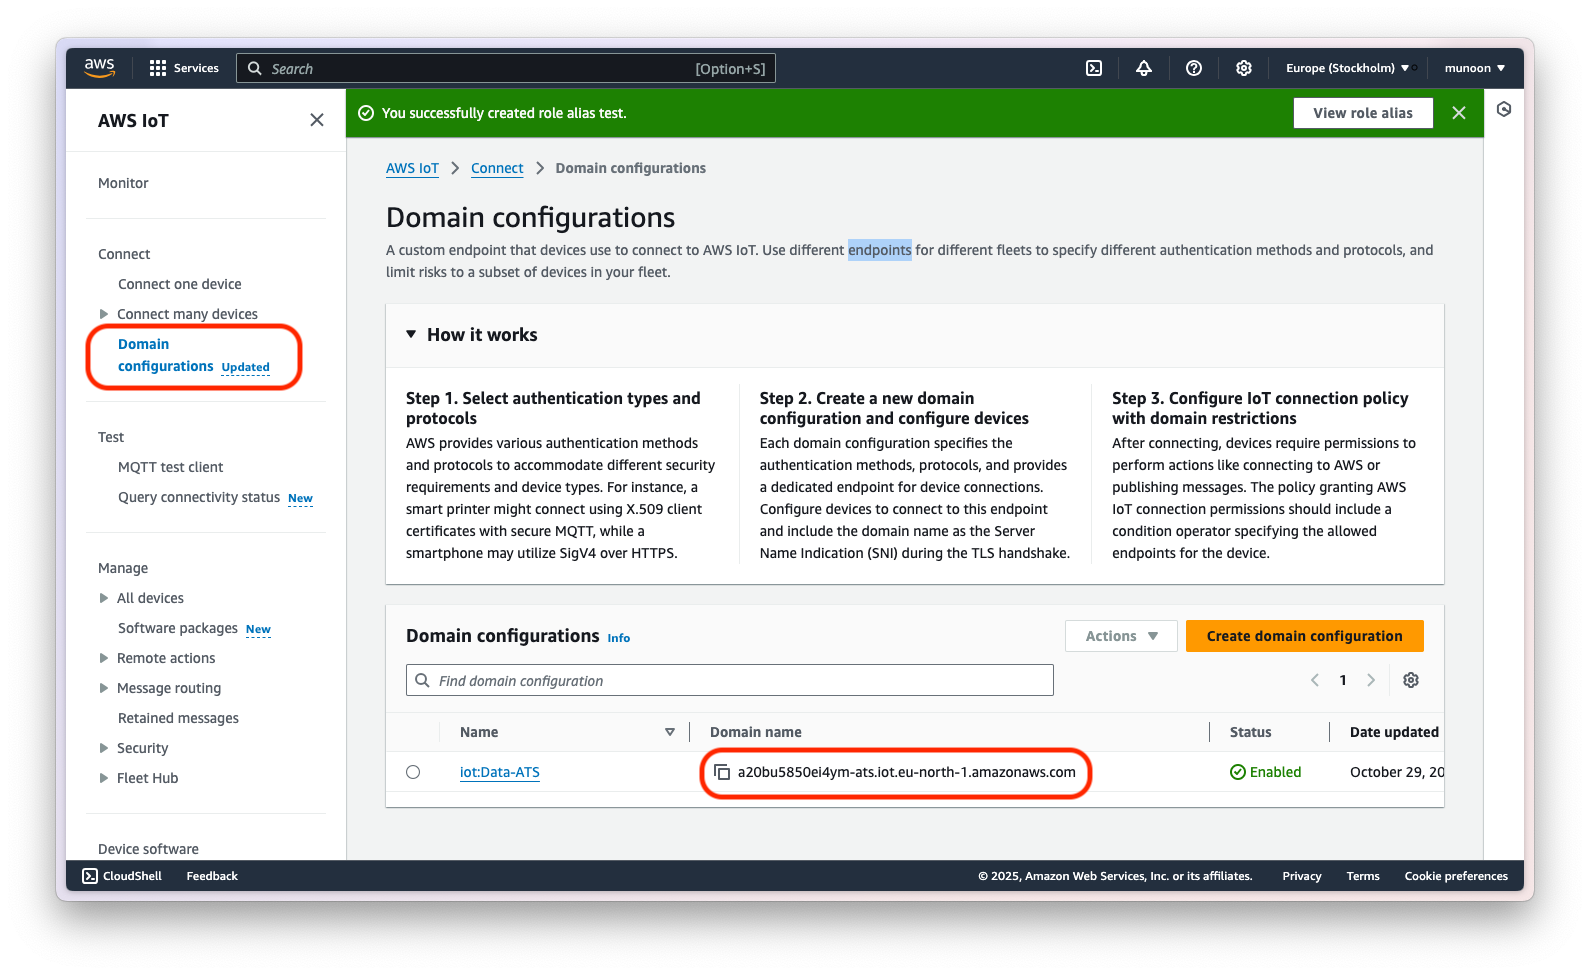 aws
Services
Search
[Option+S]
Europe (Stockholm)
munoon
AWS IoT
You successfully created role alias test.
View role alias
Monitor
Connect
Connect one device
Connect many devices
Domain
configurations Updated
Test
MQTT test client
Query connectivity status New
Manage
All devices
Software packages New
Remote actions
Message routing
Retained messages
Security
Fleet Hub
Device software
AWS IoT > Connect > Domain configurations
Domain configurations
A custom endpoint that devices use to connect to AWS IoT. Use different endpoints for different fleets to specify different authentication methods and protocols, and
limit risks to a subset of devices in your fleet.
How it works
Step 1. Select authentication types and
protocols
AWS provides various authentication methods
and protocols to accommodate different security
requirements and device types. For instance, a
smart printer might connect using X.509 client
certificates with secure MQTT, while a
smartphone may utilize SigV4 over HTTPS.
Step 2. Create a new domain
configuration and configure devices
Each domain configuration specifies the
authentication methods, protocols, and provides
a dedicated endpoint for device connections.
Configure devices to connect to this endpoint
and include the domain name as the Server
Name Indication (SNI) during the TLS handshake.
Step 3. Configure IoT connection policy
with domain restrictions
After connecting, devices require permissions to
perform actions like connecting to AWS or
publishing messages. The policy granting AWS
IoT connection permissions should include a
condition operator specifying the allowed
endpoints for the device.
Domain configurations Info
Actions
Create domain configuration
Find domain configuration
1
Name
Domain name
Status
Date updated
iot:Data-ATS
a20bu5850ei4ym-ats.iot.eu-north-1.amazonaws.com
Enabled
October 29, 20
CloudShell
Feedback
© 2025, Amazon Web Services, Inc. or its affiliates.
Privacy
Terms
Cookie preferences